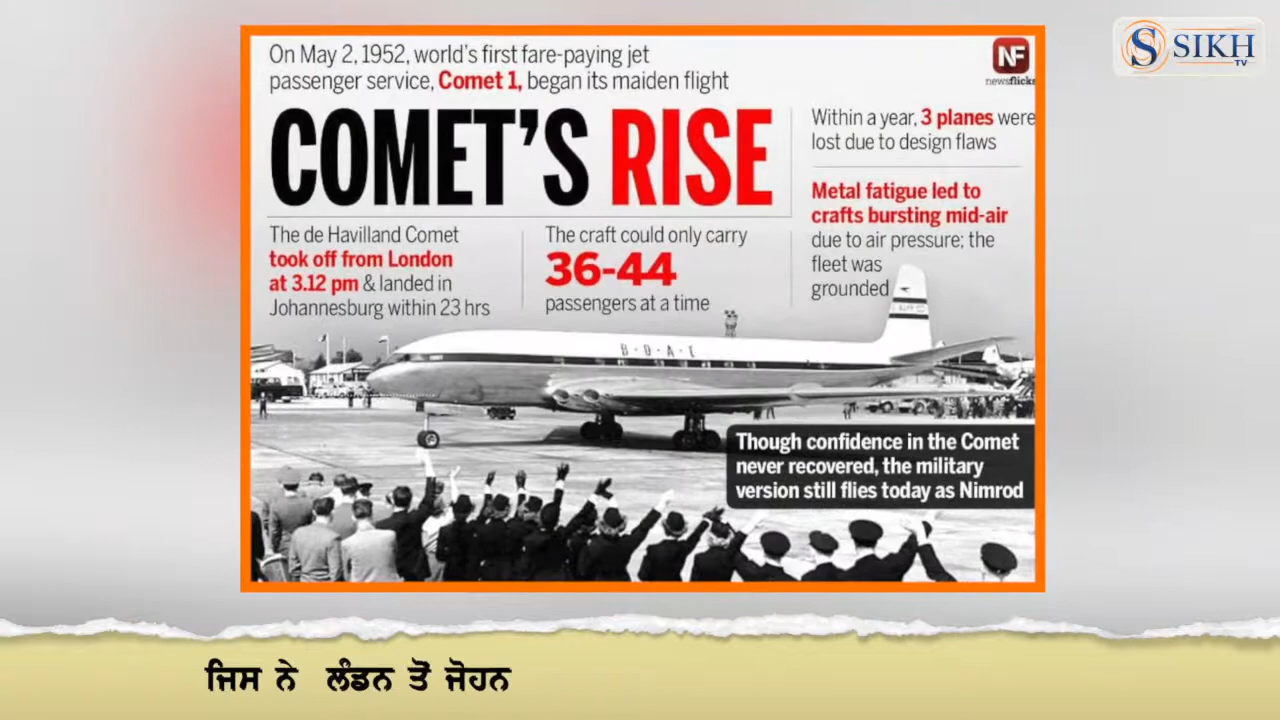 On May 2, 1952, world's first fare-paying jet
passenger service, Comet 1, began its maiden flight
COMET'S RISE
The de Havilland Comet
took off from London
at 3.12 pm & landed in
Johannesburg within 23 hrs
The craft could only carry
36-44
passengers at a time
NF
newsflicks
Within a year, 3 planes were
lost due to design flaws
Metal fatigue led to
crafts bursting mid-air
due to air pressure; the
fleet was
grounded
B·O·A·C
Though confidence in the Comet
never recovered, the military
version still flies today as Nimrod
S SIKH
TV
ਜਿਸ ਨੇ ਲੰਡਨ ਤੋਂ ਜੋਹਨ